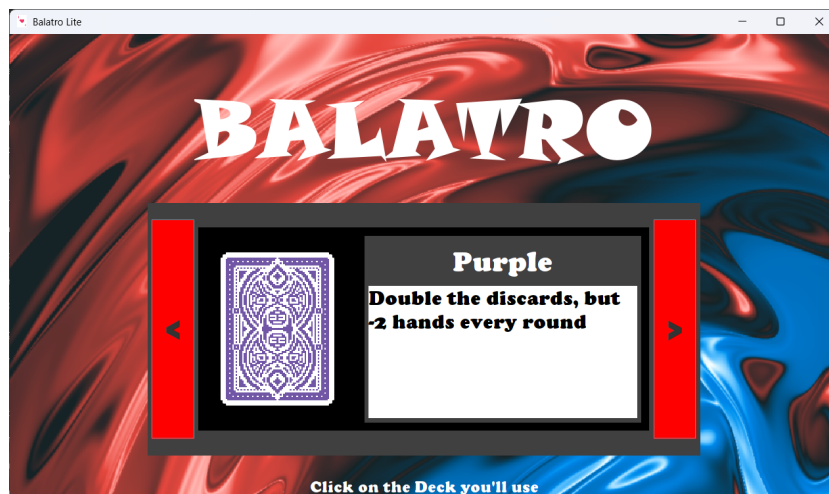 Balatro Lite
BALATRO
Purple
Double the discards, but
-2 hands every round
<
>
Click on the Deck you'll use